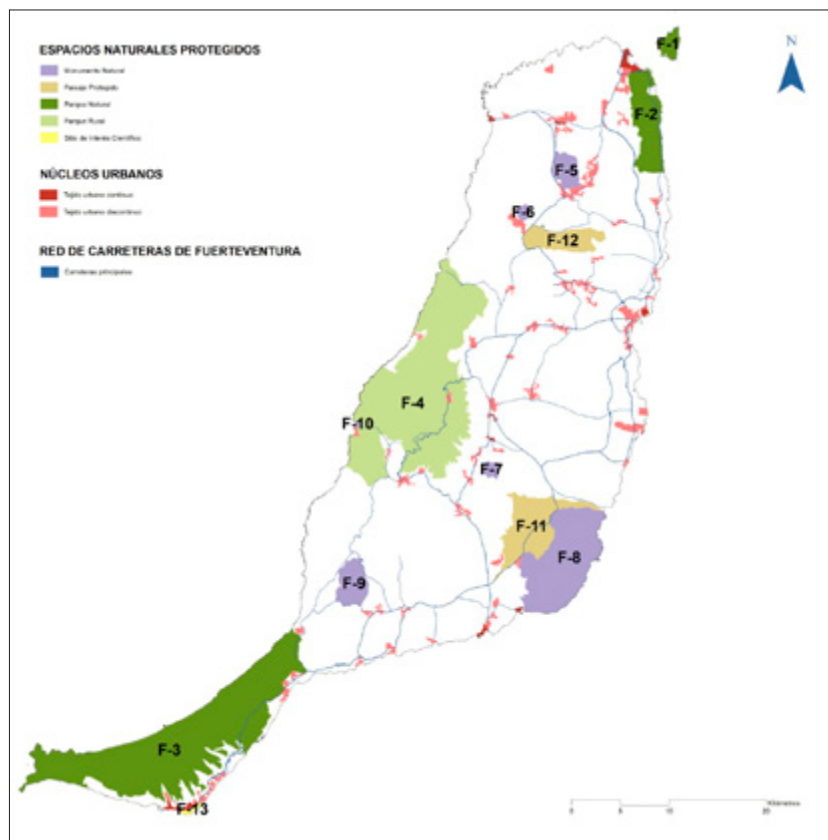 ESPACIOS NATURALES PROTEGIDOS
Monumento Natural
Paisaje Protegido
Parque Natural
Parque Rural
Sitio de Interés Científico
NÚCLEOS URBANOS
Tejido urbano continuo
Tejido urbano discontinuo
RED DE CARRETERAS DE FUERTEVENTURA
Carreteras principales
N
F-1
F-2
F-5
F-6
F-12
F-4
F-10
F-7
F-11
F-8
F-9
F-3
F-13
0 5 10 20
Kilómetros